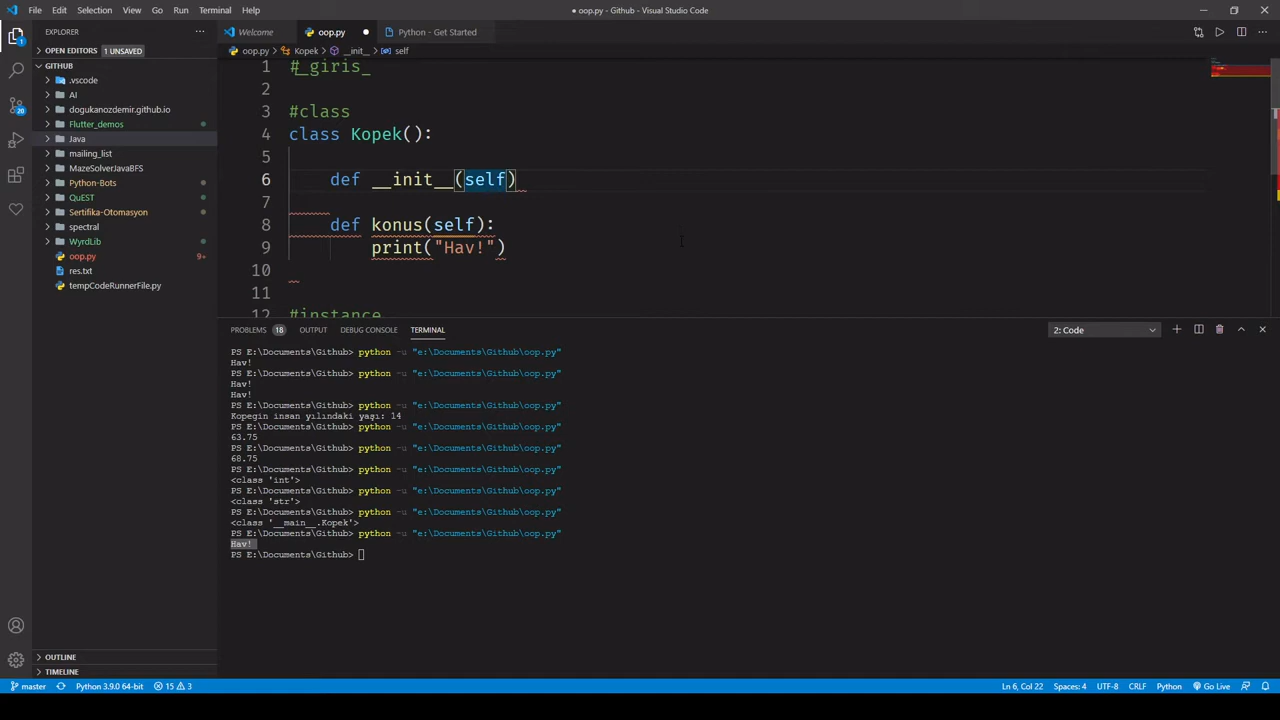 File Edit Selection View Go Run Terminal Help
● oop.py - Github - Visual Studio Code
EXPLORER
Welcome
oop.py
Python - Get Started
OPEN EDITORS 1 UNSAVED
oop.py > Kopek > __init__ > self
GITHUB
.vscode
AI
dogukanozdemir.github.io
Flutter_demos
Java
mailing_list
MazeSolverJavaBFS
Python-Bots
QuEST
Sertifika-Otomasyon
spectral
WyrdLib
oop.py 9+
res.txt
tempCodeRunnerFile.py
OUTLINE
TIMELINE
1 #_giris_
2
3 #class
4 class Kopek():
5
6 def __init__(self)
7
8 def konus(self):
9 print("Hav!")
10
11
12 #instance
PROBLEMS 18 OUTPUT DEBUG CONSOLE TERMINAL
2: Code
PS E:\Documents\Github> python -u "e:\Documents\Github\oop.py"
Hav!
PS E:\Documents\Github> python -u "e:\Documents\Github\oop.py"
Hav!
Hav!
PS E:\Documents\Github> python -u "e:\Documents\Github\oop.py"
Kopegin insan yılındaki yaşı: 14
PS E:\Documents\Github> python -u "e:\Documents\Github\oop.py"
63.75
PS E:\Documents\Github> python -u "e:\Documents\Github\oop.py"
68.75
PS E:\Documents\Github> python -u "e:\Documents\Github\oop.py"
<class 'int'>
PS E:\Documents\Github> python -u "e:\Documents\Github\oop.py"
<class 'str'>
PS E:\Documents\Github> python -u "e:\Documents\Github\oop.py"
<class '__main__.Kopek'>
PS E:\Documents\Github> python -u "e:\Documents\Github\oop.py"
Hav!
PS E:\Documents\Github>
1
20
master Python 3.9.0 64-bit 15 3
Ln 6, Col 22 Spaces: 4 UTF-8 CRLF Python Go Live